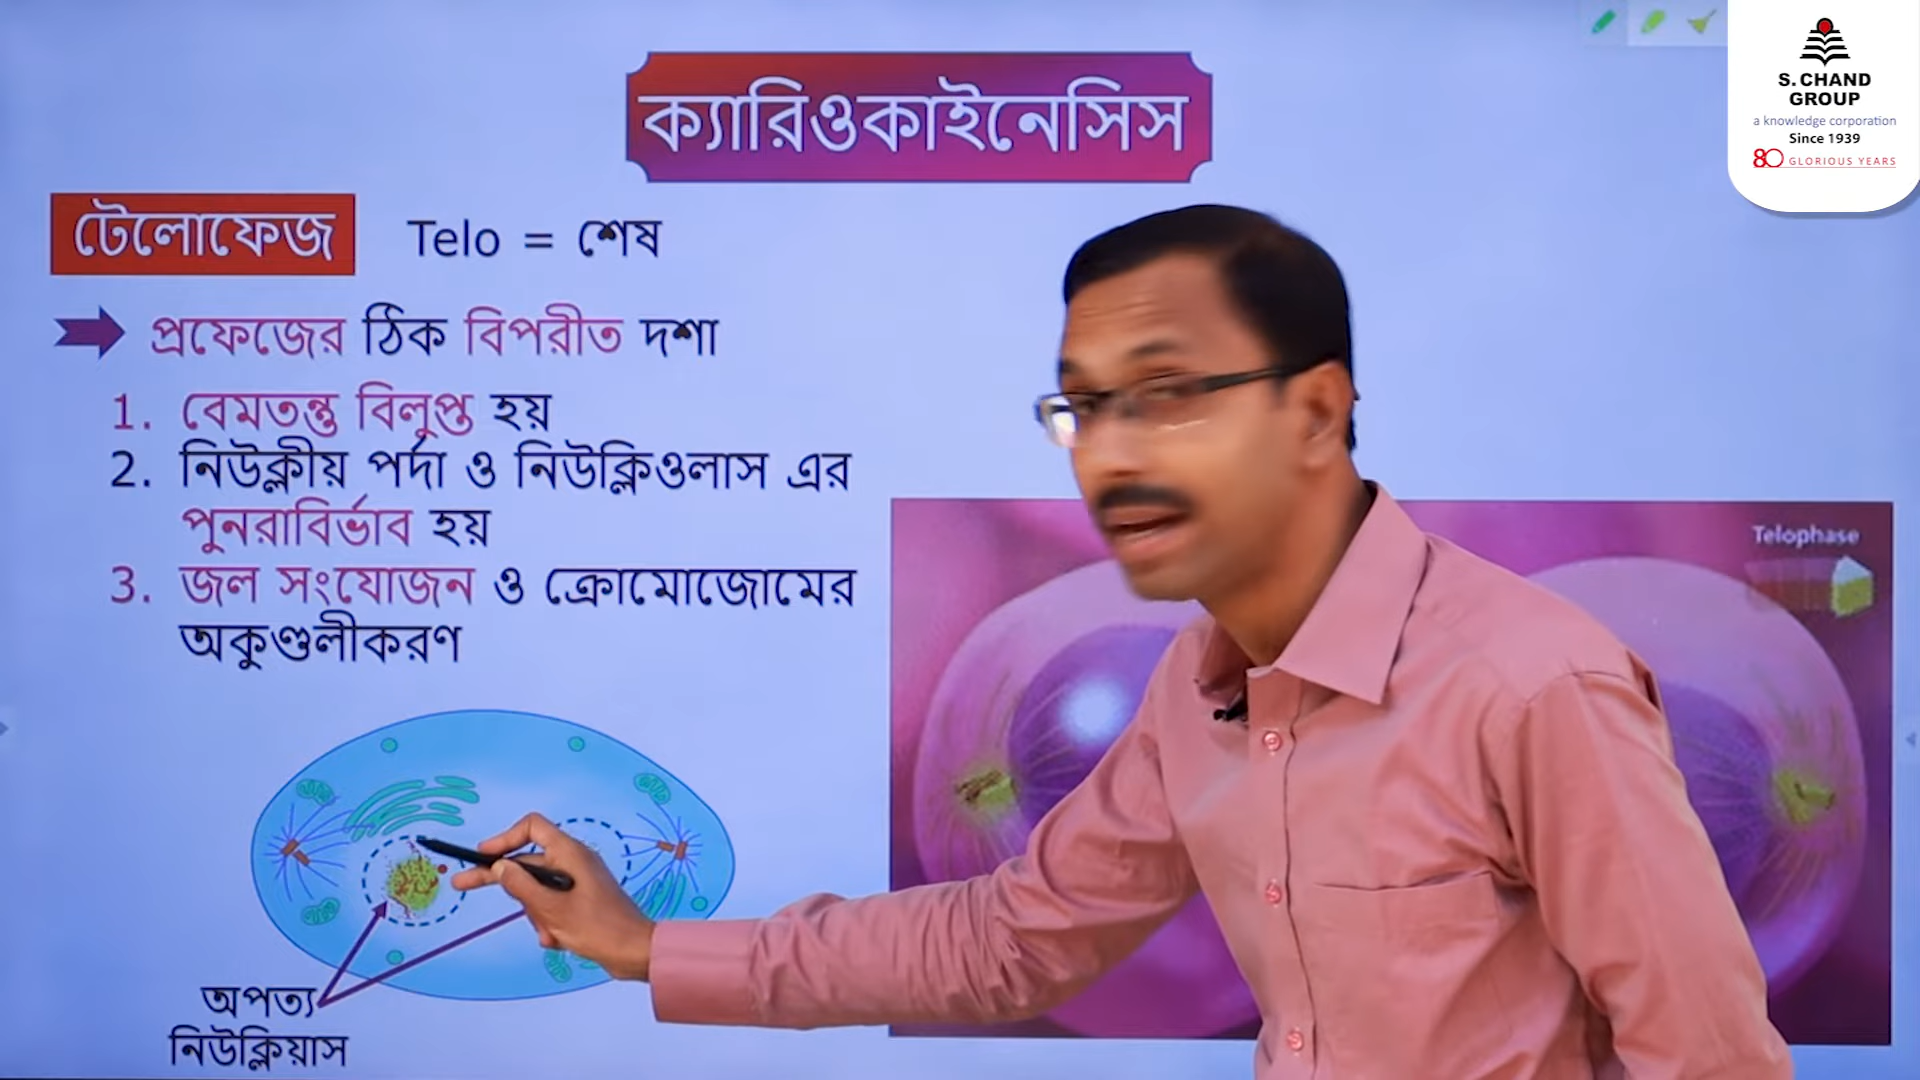 ক্যারিওকাইনেসিস
S. CHAND
GROUP
a knowledge corporation
Since 1939
80 GLORIOUS YEARS
টেলোফেজ
Telo = শেষ
প্রফেজের ঠিক বিপরীত দশা
1. বেমতন্তু বিলুপ্ত হয়
2. নিউক্লীয় পর্দা ও নিউক্লিওলাস এর
পুনরাবির্ভাব হয়
3. জল সংযোজন ও ক্রোমোজোমের
অকুণ্ডলীকরণ
Telophase
অপত্য
নিউক্লিয়াস